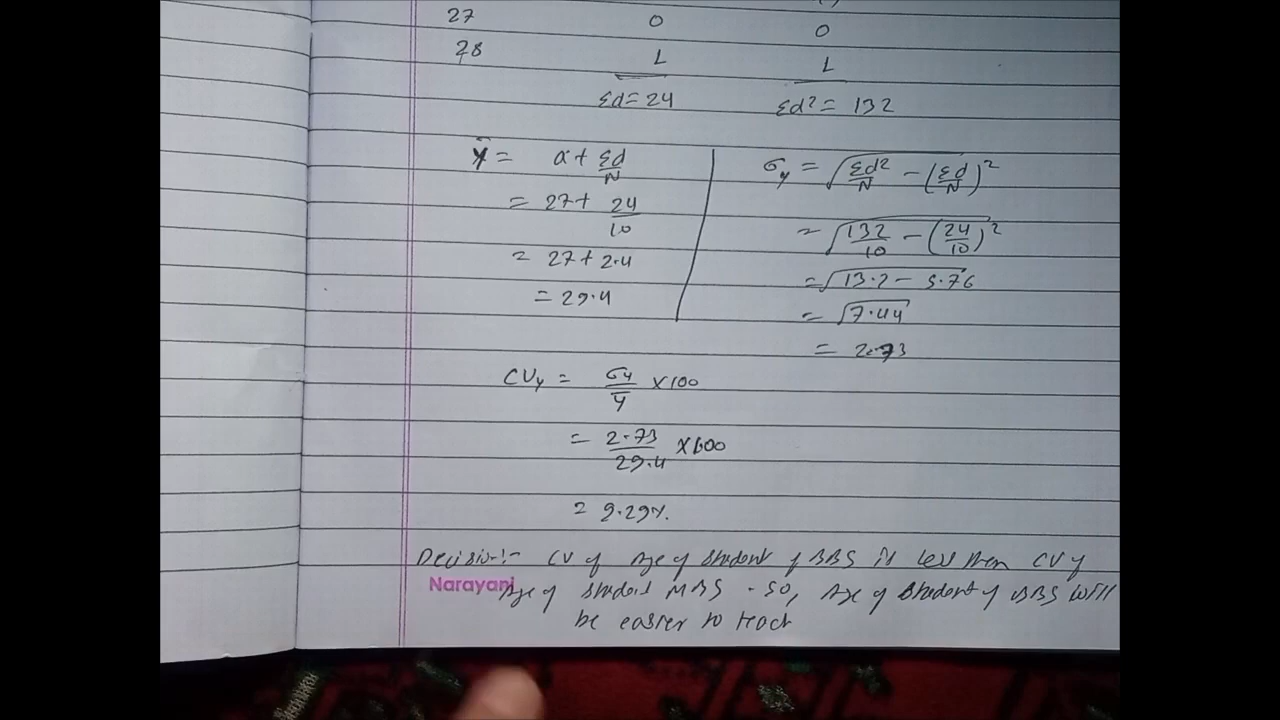 27 0 0
28 1 1
Σd = 24 Σd² = 132
Ȳ = a + Σd/N
= 27 + 24/10
= 27 + 2.4
= 29.4
σy = √(Σd²/N − (Σd/N)²)
= √(132/10 − (24/10)²)
= √(13.2 − 5.76)
= √7.44
= 2.73
CVy = σy/ȳ × 100
= 2.73/29.4 × 100
= 9.29%.
Decision:- CV of Age of student of BBS is less then CV of
Narayani
Age of student MBS. So, Age of student of BBS will
be easier to teach